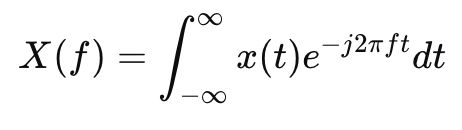 X(f) = ∫_{-∞}^{∞} x(t)e^{-j2πft}dt